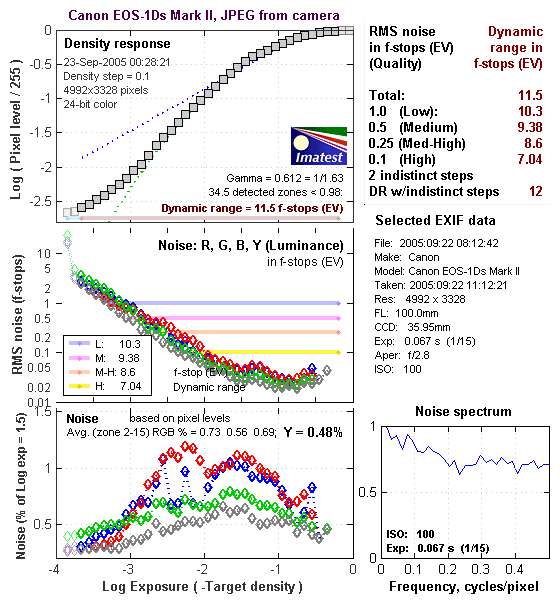 Canon EOS-1Ds Mark II, JPEG from camera
Density response
23-Sep-2005 00:28:21
Density step = 0.1
4992x3328 pixels
24-bit color
Imatest
Gamma = 0.612 = 1/1.63
34.5 detected zones < 0.98:
Dynamic range = 11.5 f-stops (EV)
Log ( Pixel level / 255 )
0
-0.5
-1
-1.5
-2
-2.5
RMS noise
in f-stops (EV)
(Quality)
Dynamic
range in
f-stops (EV)
Total: 11.5
1.0 (Low): 10.3
0.5 (Medium) 9.38
0.25 (Med-High) 8.6
0.1 (High) 7.04
2 indistinct steps
DR w/indistinct steps 12
Noise: R, G, B, Y (Luminance)
in f-stops (EV)
RMS noise (f-stops)
10
5
2
1
0.5
0.2
0.1
0.05
0.02
0.01
L: 10.3
M: 9.38
M-H: 8.6
H: 7.04
f-stop (EV)
Dynamic range
Selected EXIF data
File: 2005:09:22 08:12:42
Make: Canon
Model: Canon EOS-1Ds Mark II
Taken: 2005:09:22 11:12:21
Res: 4992 x 3328
FL: 100.0mm
CCD: 35.95mm
Exp: 0.067 s (1/15)
Aper: f/2.8
ISO: 100
Noise based on pixel levels
Avg. (zone 2-15) RGB % = 0.73 0.56 0.69; Y = 0.48%
Noise (% of Log exp = 1.5)
1.5
1
0.5
-4 -3 -2 -1 0
Log Exposure ( -Target density )
Noise spectrum
1
0.5
0
ISO: 100
Exp: 0.067 s (1/15)
0 0.2 0.4
Frequency, cycles/pixel